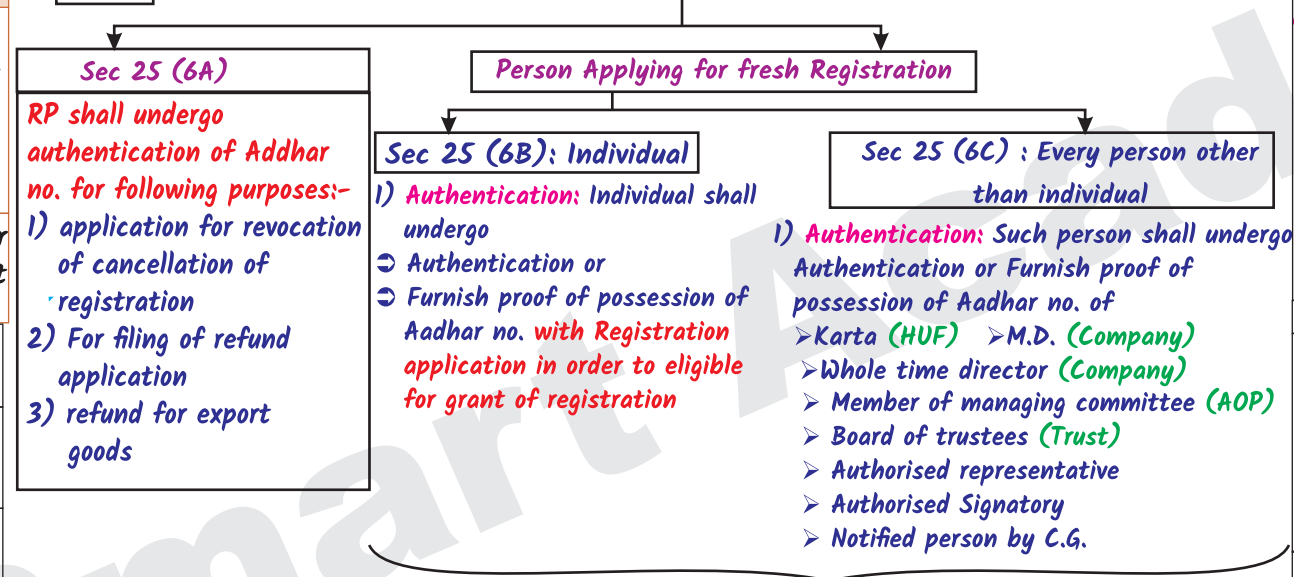 Sec 25 (6A)
RP shall undergo
authentication of Addhar
no. for following purposes:-
1) application for revocation
of cancellation of
registration
2) For filing of refund
application
3) refund for export
goods
Person Applying for fresh Registration
Sec 25 (6B): Individual
1) Authentication: Individual shall
undergo
➲ Authentication or
➲ Furnish proof of possession of
Aadhar no. with Registration
application in order to eligible
for grant of registration
Sec 25 (6C) : Every person other
than individual
1) Authentication: Such person shall undergo
Authentication or Furnish proof of
possession of Aadhar no. of
➢Karta (HUF) ➢M.D. (Company)
➢Whole time director (Company)
➢ Member of managing committee (AOP)
➢ Board of trustees (Trust)
➢ Authorised representative
➢ Authorised Signatory
➢ Notified person by C.G.